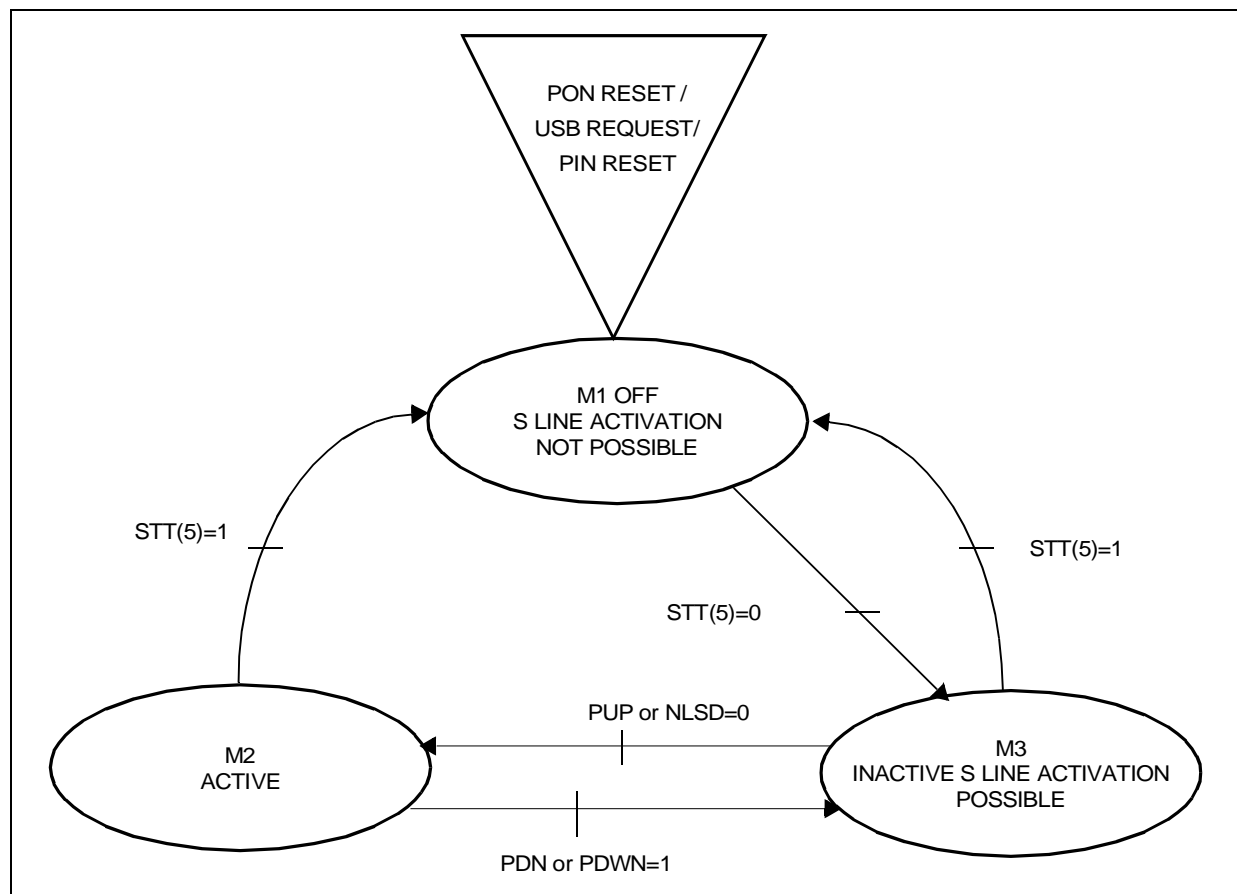 PON RESET /
USB REQUEST/
PIN RESET
M1 OFF
S LINE ACTIVATION
NOT POSSIBLE
STT(5)=1
STT(5)=1
STT(5)=0
PUP or NLSD=0
M2
ACTIVE
M3
INACTIVE S LINE ACTIVATION
POSSIBLE
PDN or PDWN=1